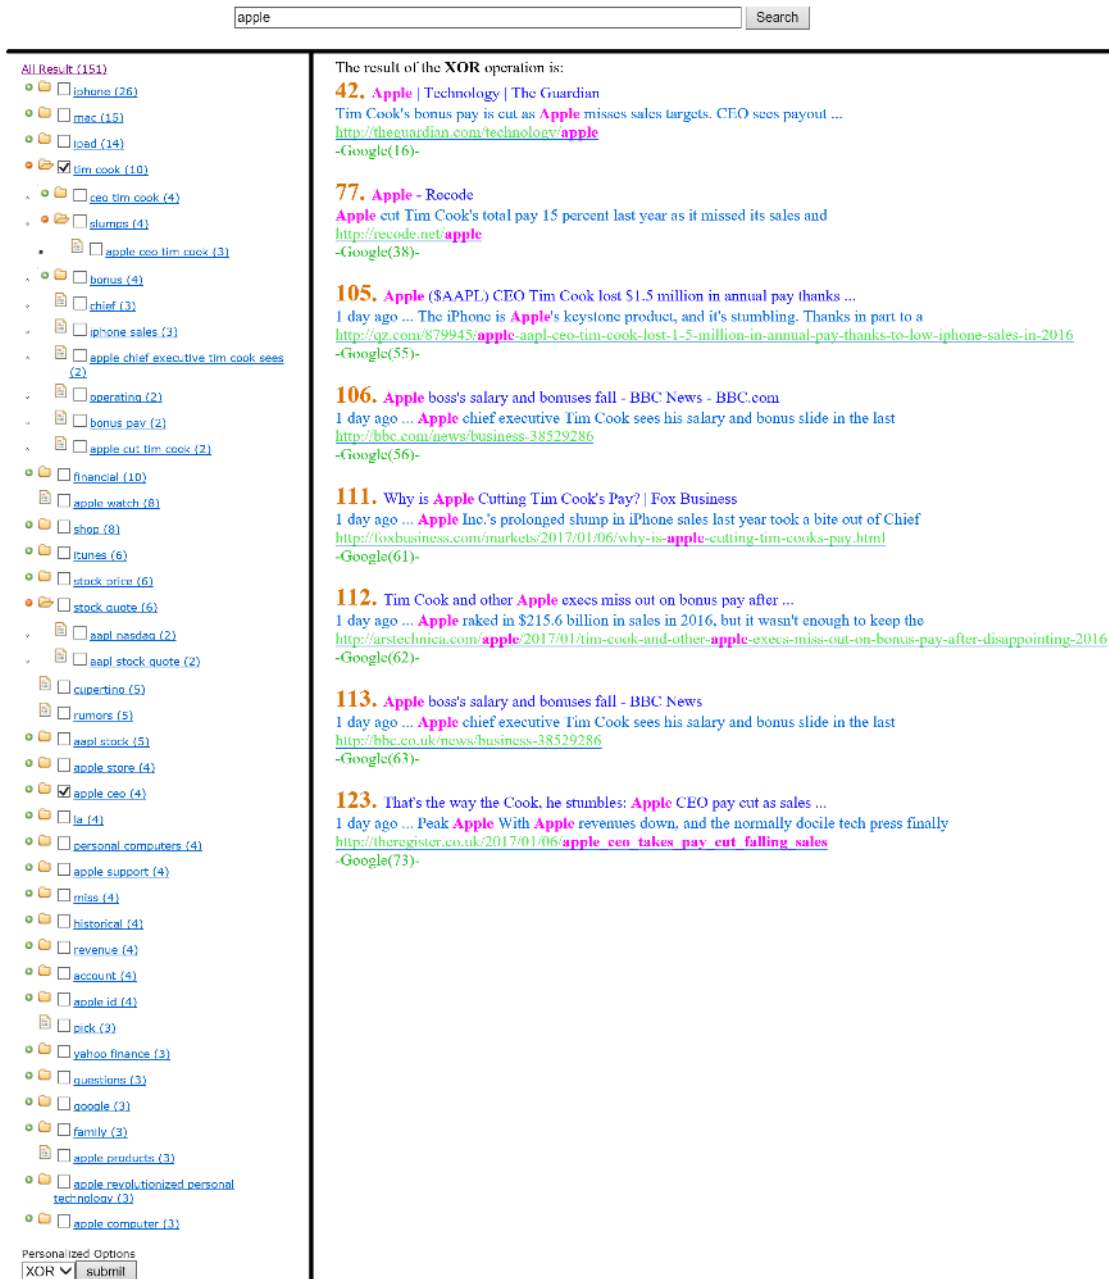 apple
Search
All Result (151)
iphone (26)
mac (15)
ipad (14)
tim cook (10)
ceo tim cook (4)
slumps (4)
apple ceo tim cook (3)
bonus (4)
chief (3)
iphone sales (3)
apple chief executive tim cook sees
(2)
operating (2)
bonus pay (2)
apple cut tim cook (2)
financial (10)
apple watch (8)
shop (8)
itunes (6)
stock price (6)
stock quote (6)
aapl nasdaq (2)
aapl stock quote (2)
cupertino (5)
rumors (5)
aapl stock (5)
apple store (4)
apple ceo (4)
la (4)
personal computers (4)
apple support (4)
miss (4)
historical (4)
revenue (4)
account (4)
apple id (4)
pick (3)
yahoo finance (3)
questions (3)
google (3)
family (3)
apple products (3)
apple revolutionized personal
technology (3)
apple computer (3)
Personalized Options
XOR submit
The result of the XOR operation is:
42. Apple | Technology | The Guardian
Tim Cook's bonus pay is cut as Apple misses sales targets. CEO sees payout ...
http://theguardian.com/technology/apple
-Google(16)-
77. Apple - Recode
Apple cut Tim Cook's total pay 15 percent last year as it missed its sales and
http://recode.net/apple
-Google(38)-
105. Apple ($AAPL) CEO Tim Cook lost $1.5 million in annual pay thanks ...
1 day ago ... The iPhone is Apple's keystone product, and it's stumbling. Thanks in part to a
http://qz.com/879945/apple-aapl-ceo-tim-cook-lost-1-5-million-in-annual-pay-thanks-to-low-iphone-sales-in-2016
-Google(55)-
106. Apple boss's salary and bonuses fall - BBC News - BBC.com
1 day ago ... Apple chief executive Tim Cook sees his salary and bonus slide in the last
http://bbc.com/news/business-38529286
-Google(56)-
111. Why is Apple Cutting Tim Cook's Pay? | Fox Business
1 day ago ... Apple Inc.'s prolonged slump in iPhone sales last year took a bite out of Chief
http://foxbusiness.com/markets/2017/01/06/why-is-apple-cutting-tim-cooks-pay.html
-Google(61)-
112. Tim Cook and other Apple execs miss out on bonus pay after ...
1 day ago ... Apple raked in $215.6 billion in sales in 2016, but it wasn't enough to keep the
http://arstechnica.com/apple/2017/01/tim-cook-and-other-apple-execs-miss-out-on-bonus-pay-after-disappointing-2016
-Google(62)-
113. Apple boss's salary and bonuses fall - BBC News
1 day ago ... Apple chief executive Tim Cook sees his salary and bonus slide in the last
http://bbc.co.uk/news/business-38529286
-Google(63)-
123. That's the way the Cook, he stumbles: Apple CEO pay cut as sales ...
1 day ago ... Peak Apple With Apple revenues down, and the normally docile tech press finally
http://theregister.co.uk/2017/01/06/apple_ceo_takes_pay_cut_falling_sales
-Google(73)-